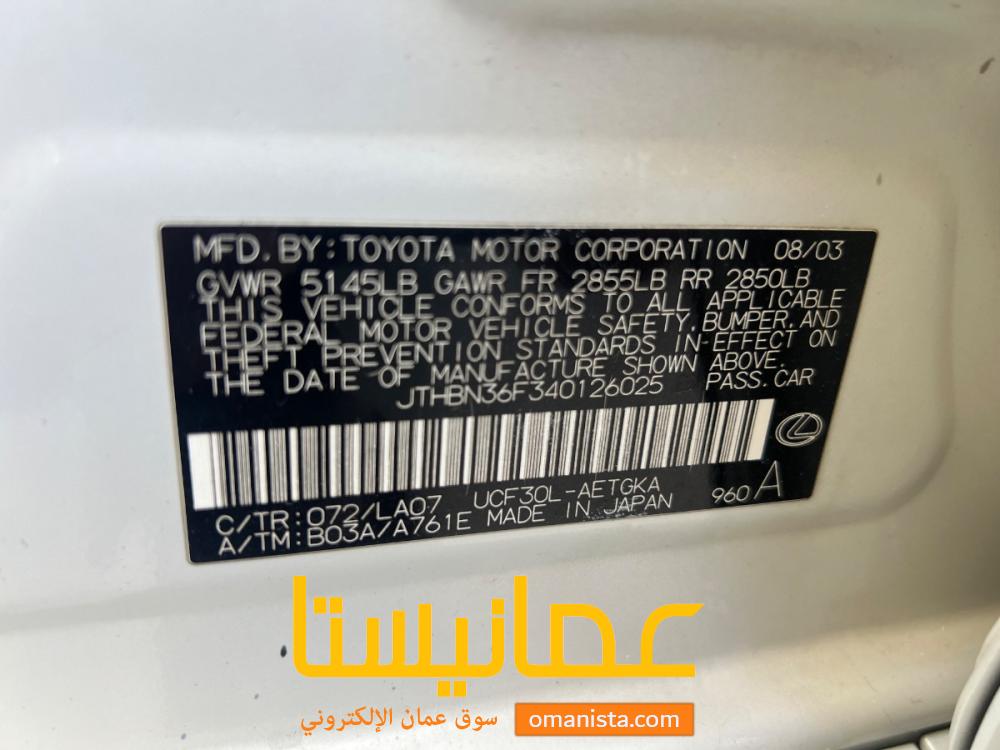 MFD. BY: TOYOTA MOTOR CORPORATION 08/03
GVWR 5145LB GAWR FR 2855LB RR 2850LB
THIS VEHICLE CONFORMS TO ALL APPLICABLE
FEDERAL MOTOR VEHICLE SAFETY, BUMPER, AND
THEFT PREVENTION STANDARDS IN-EFFECT ON
THE DATE OF MANUFACTURE SHOWN ABOVE.
JTHBN36F340126025 PASS. CAR
C/TR: 072/LA07 UCF30L-AETGKA 960 A
A/TM: B03A/A761E MADE IN JAPAN
عمانيستا
سوق عمان الإلكتروني omanista.com